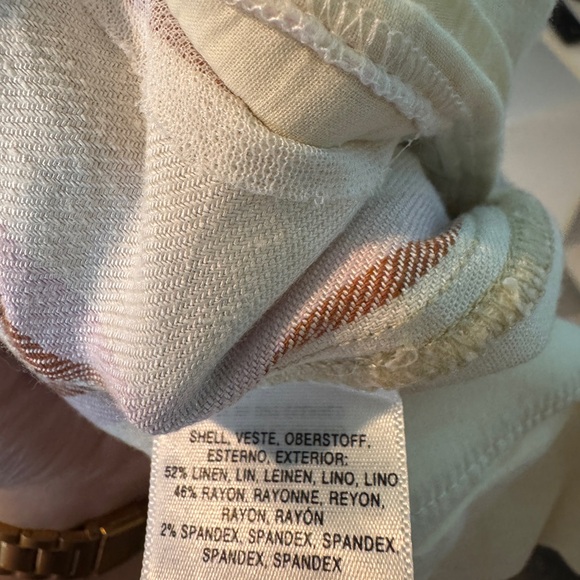 SHELL, VESTE, OBERSTOFF,
ESTERNO, EXTERIOR:
52% LINEN, LIN, LEINEN, LINO, LINO
46% RAYON, RAYONNE, REYON,
RAYON, RAYÓN
2% SPANDEX, SPANDEX, SPANDEX,
SPANDEX, SPANDEX